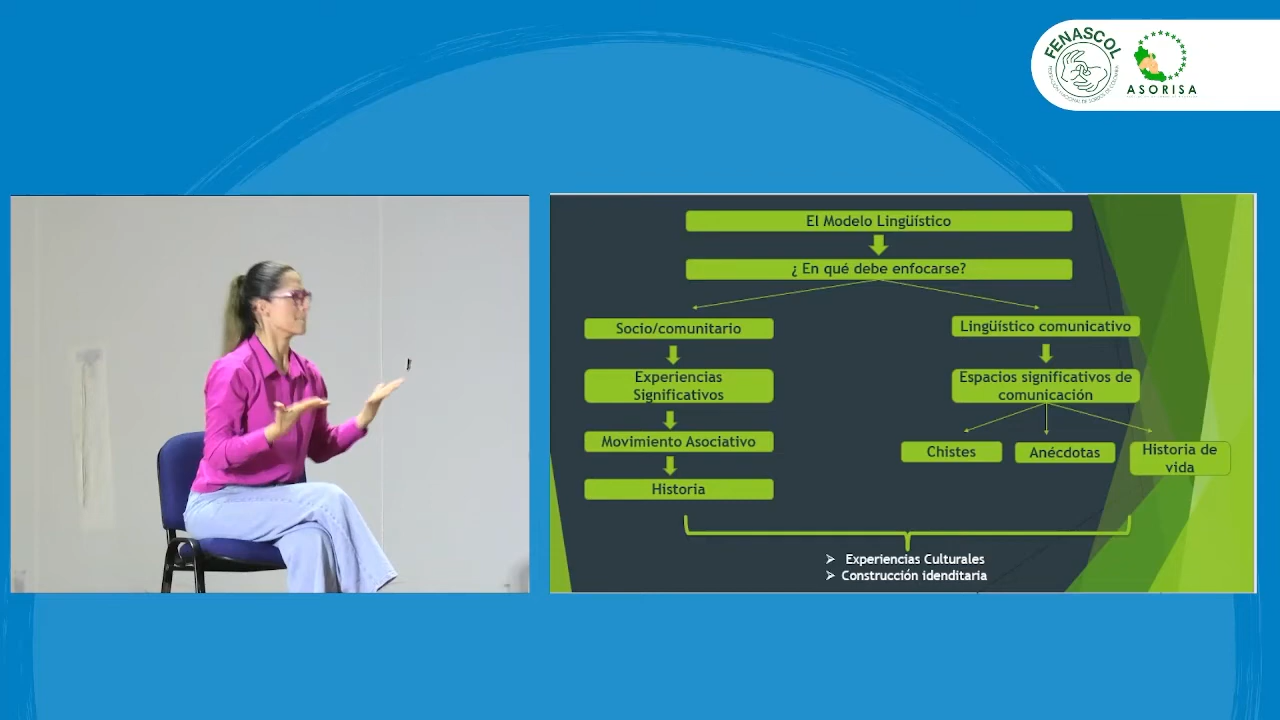 FENASCOL
ASORISA
El Modelo Lingüístico
¿ En qué debe enfocarse?
Socio/comunitario
Lingüístico comunicativo
Experiencias
Significativos
Espacios significativos de
comunicación
Movimiento Asociativo
Chistes
Anécdotas
Historia de
vida
Historia
➢ Experiencias Culturales
➢ Construcción idenditaria